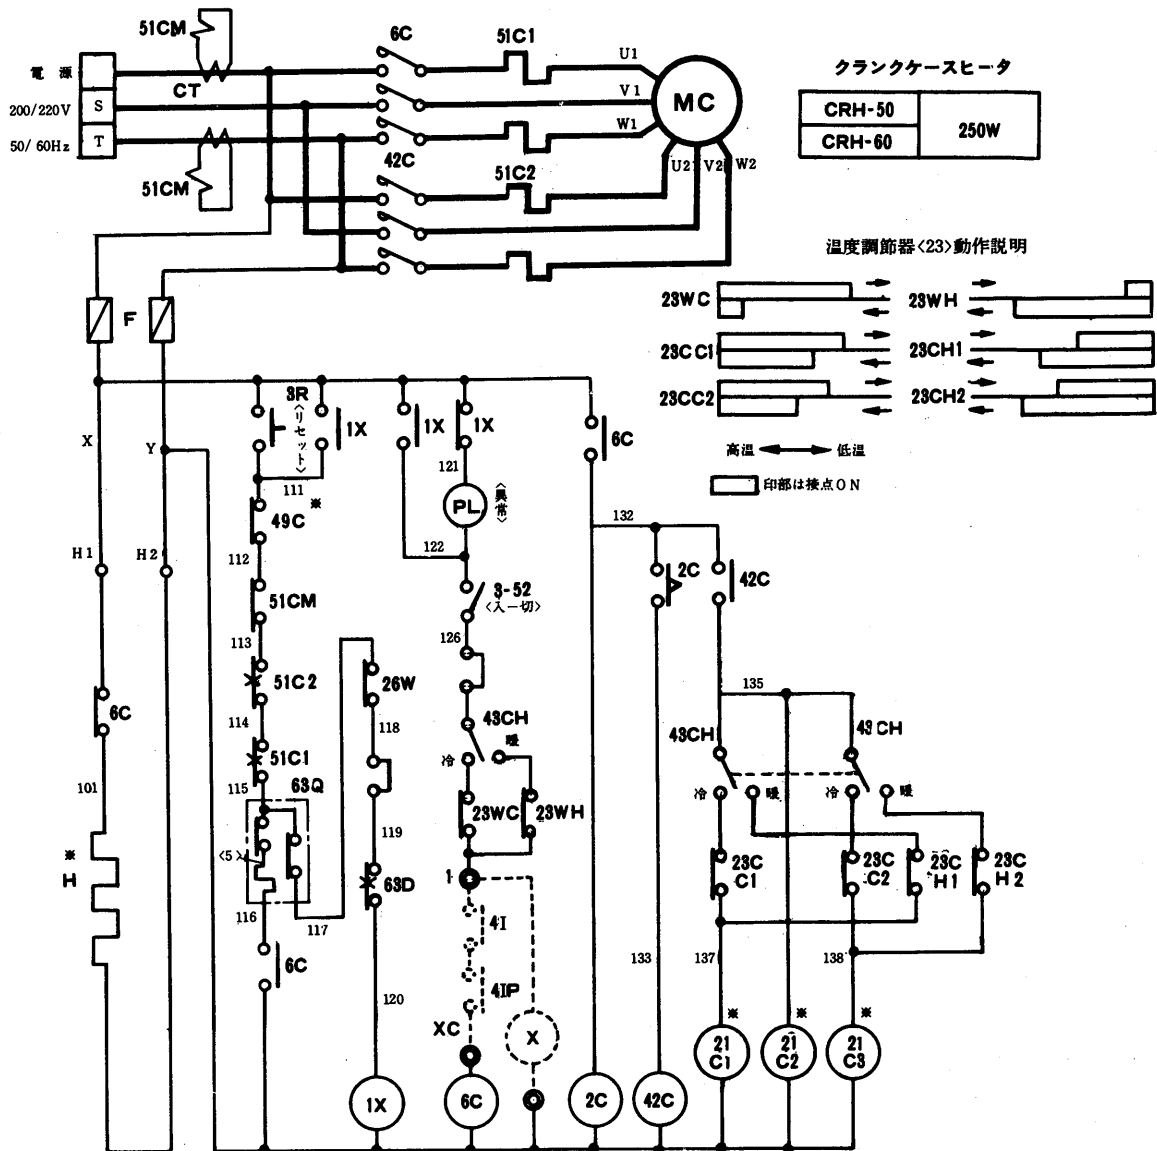 51CM
6C
51C1
U1
電源
CT
V1
MC
クランクケースヒータ
200/220V
S
CRH-50
250W
CRH-60
50/60Hz
T
W1
42C
U2
V2
W2
51CM
51C2
温度調節器〈23〉動作説明
23WC
23WH
F
23CC1
23CH1
23CC2
23CH2
高温
低温
印部は接点ON
3R
〈リセット〉
1X
1X
1X
6C
X
Y
121
111
※
PL
〈異常〉
49C
132
122
H1
H2
112
3-52
〈入-切〉
2C
42C
51CM
113
126
51C2
26W
135
6C
114
118
43CH
暖
43CH
43CH
51C1
冷
冷
暖
冷
暖
101
115
63Q
23WC
23WH
119
※
H
〈5〉
63D
1
23C
C1
23C
C2
23C
H1
23C
H2
116
117
41
6C
133
137
138
120
41P
XC
X
※
※
※
21
C1
21
C2
21
C3
1X
6C
2C
42C